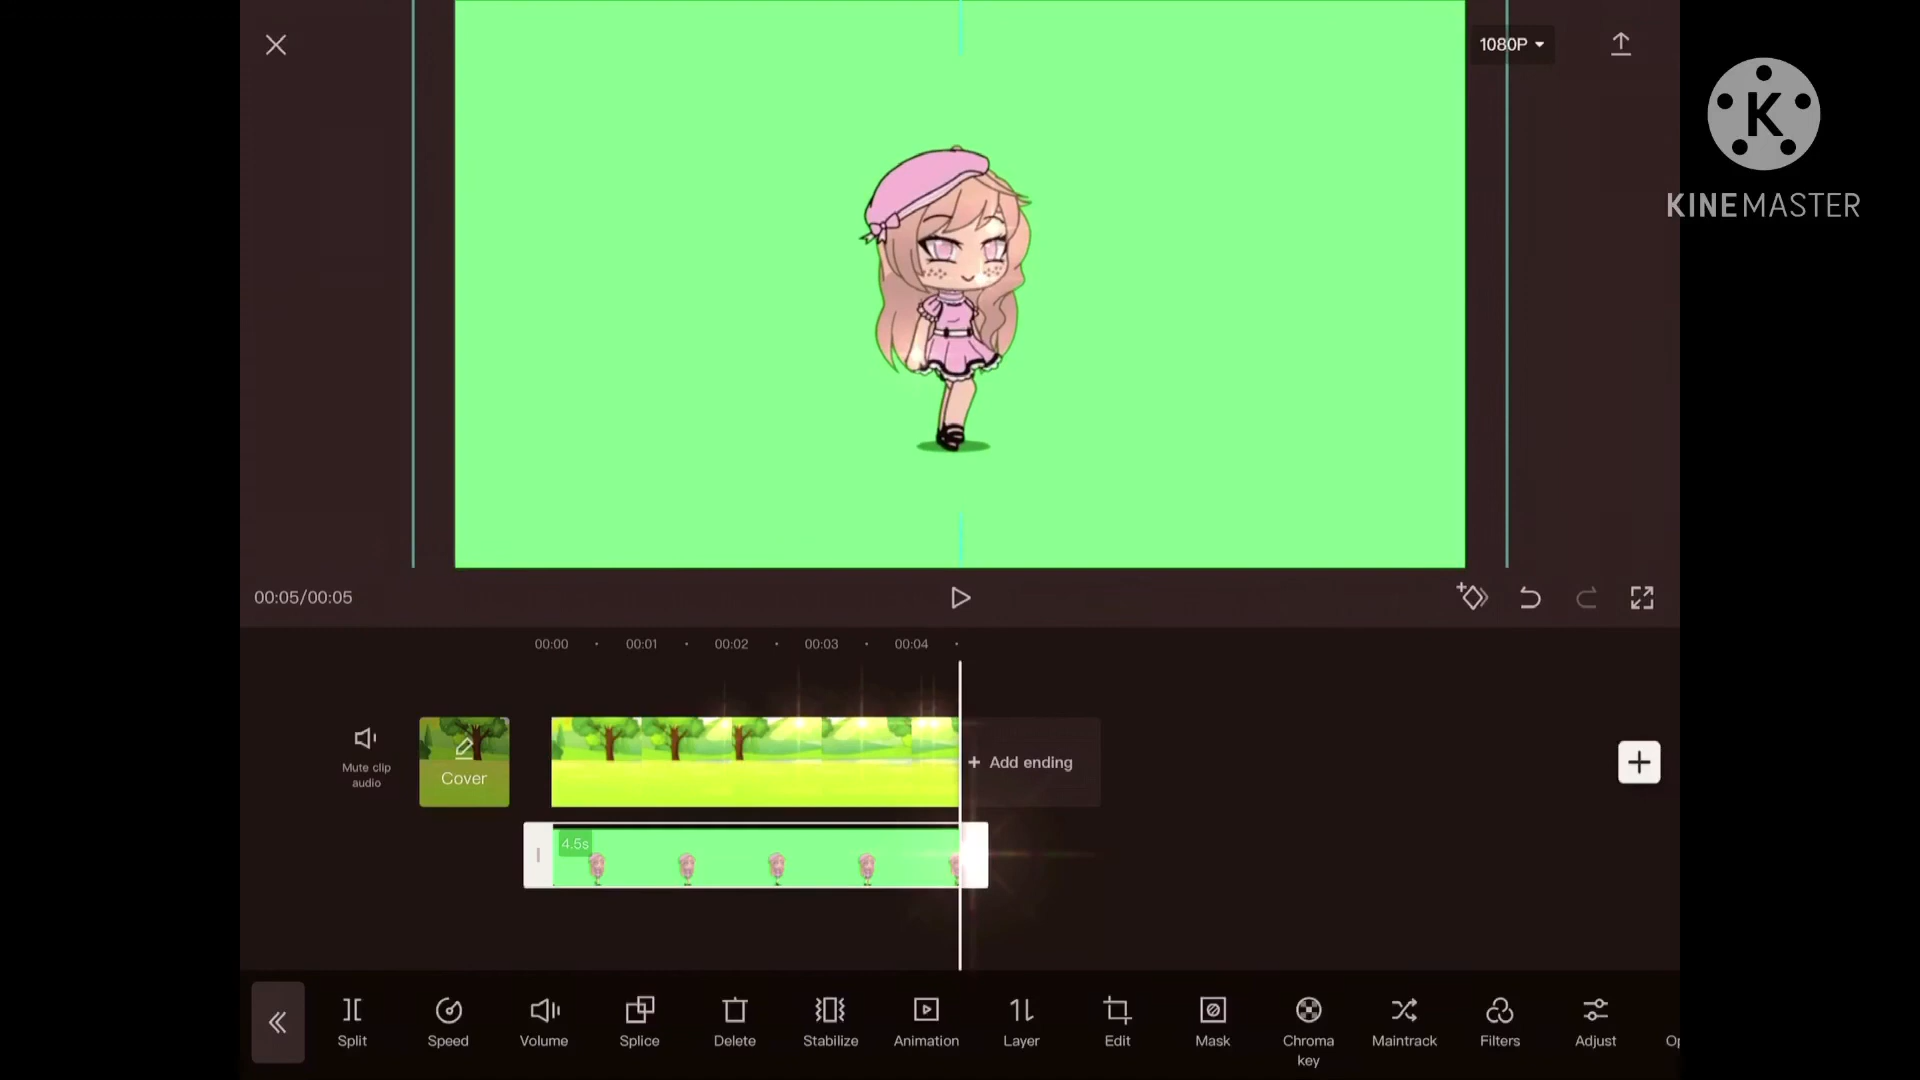 1080P
K
KINEMASTER
00:05/00:05
00:00 00:01 00:02 00:03 00:04
Mute clip
audio
Cover
+ Add ending
4.5s
Split Speed Volume Splice Delete Stabilize Animation Layer Edit Mask Chroma
key Maintrack Filters Adjust Op